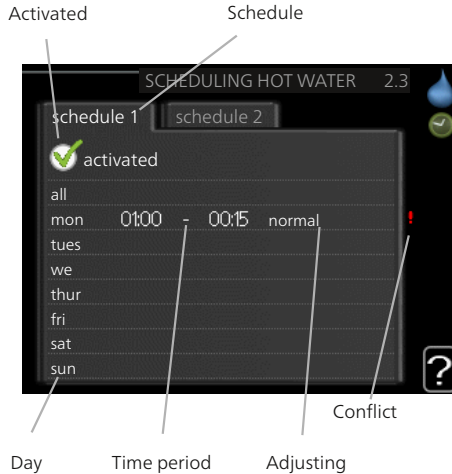 Activated Schedule
SCHEDULING HOT WATER 2.3
schedule 1 schedule 2
activated
all
mon 01:00 - 00:15 normal !
tues
we
thur
fri
sat
sun
?
Conflict
Day Time period Adjusting